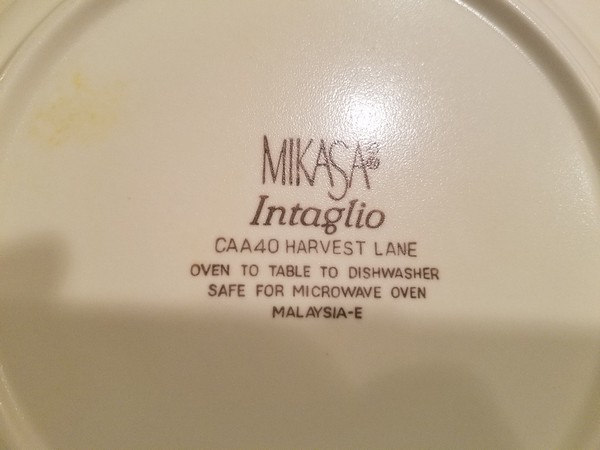 MIKASA®
Intaglio
CAA40 HARVEST LANE
OVEN TO TABLE TO DISHWASHER
SAFE FOR MICROWAVE OVEN
MALAYSIA-E